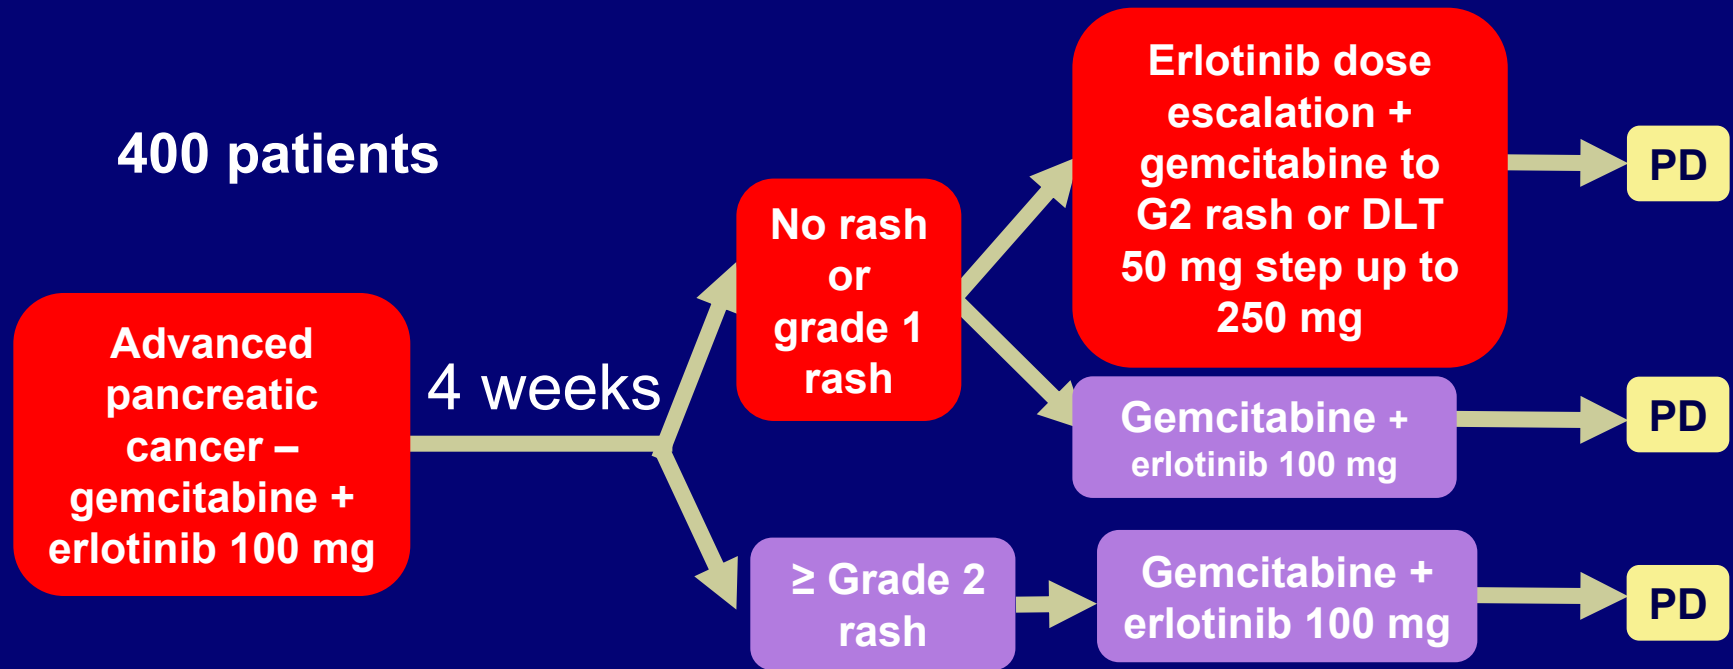 400 patients
Advanced
pancreatic
cancer –
gemcitabine +
erlotinib 100 mg
4 weeks
No rash
or
grade 1
rash
Erlotinib dose
escalation +
gemcitabine to
G2 rash or DLT
50 mg step up to
250 mg
PD
Gemcitabine +
erlotinib 100 mg
PD
≥ Grade 2
rash
Gemcitabine +
erlotinib 100 mg
PD